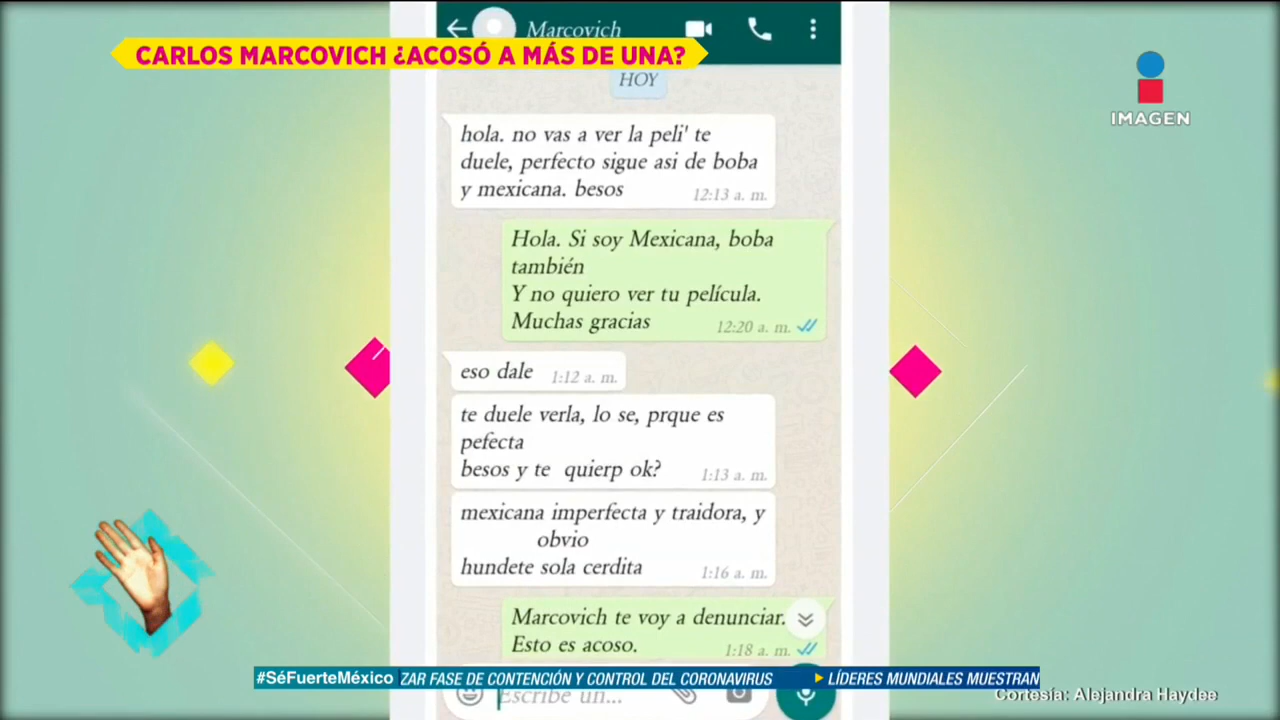 Marcovich
CARLOS MARCOVICH ¿ACOSÓ A MÁS DE UNA?
HOY
IMAGEN
hola. no vas a ver la peli' te
duele, perfecto sigue asi de boba
y mexicana. besos
12:13 a. m.
Hola. Si soy Mexicana, boba
también
Y no quiero ver tu película.
Muchas gracias
12:20 a. m.
eso dale
1:12 a. m.
te duele verla, lo se, prque es
pefecta
besos y te quierp ok?
1:13 a. m.
mexicana imperfecta y traidora, y
obvio
hundete sola cerdita
1:16 a. m.
Marcovich te voy a denunciar.
Esto es acoso.
1:18 a. m.
#SéFuerteMéxico ZAR FASE DE CONTENCIÓN Y CONTROL DEL CORONAVIRUS LÍDERES MUNDIALES MUESTRAN
Escribe un...
Cortesía: Alejandra Haydee